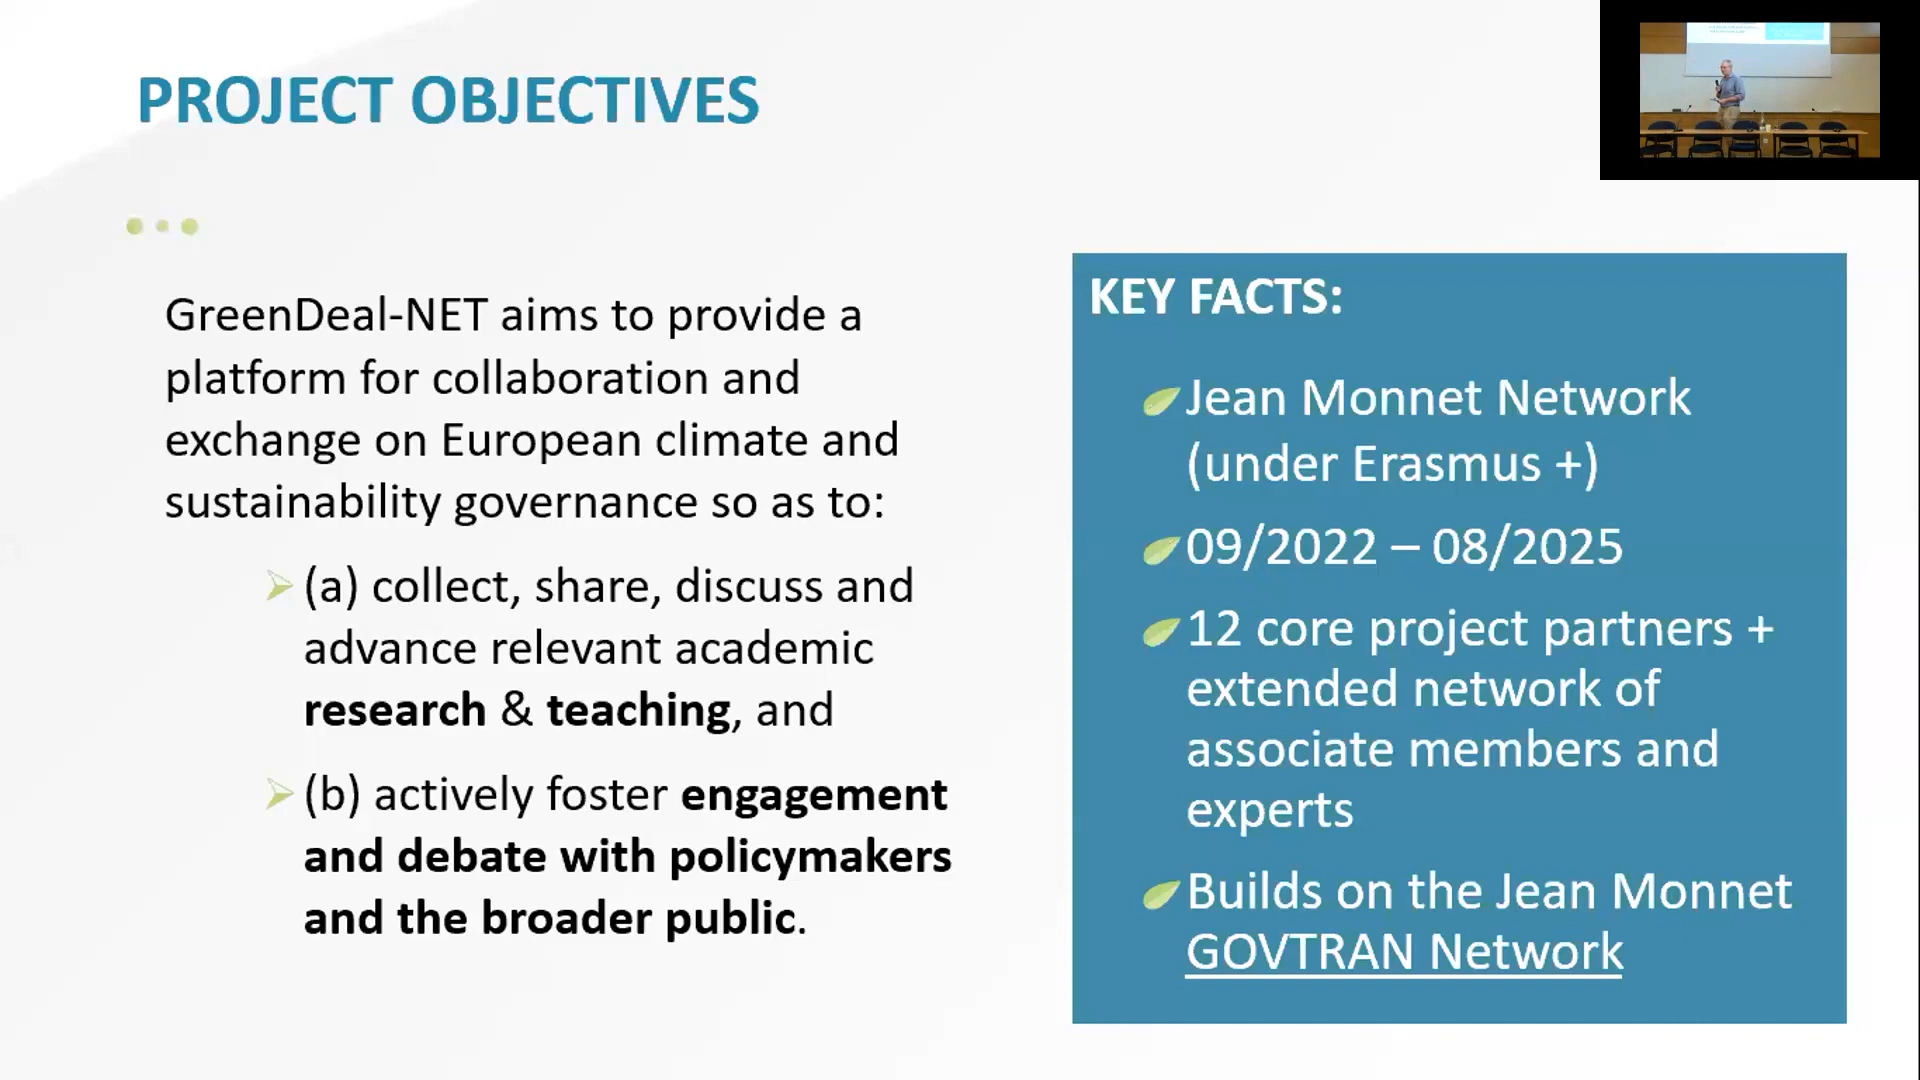 PROJECT OBJECTIVES
GreenDeal-NET aims to provide a
platform for collaboration and
exchange on European climate and
sustainability governance so as to:
(a) collect, share, discuss and
advance relevant academic
research & teaching, and
(b) actively foster engagement
and debate with policymakers
and the broader public.
KEY FACTS:
Jean Monnet Network
(under Erasmus +)
09/2022 – 08/2025
12 core project partners +
extended network of
associate members and
experts
Builds on the Jean Monnet
GOVTRAN Network